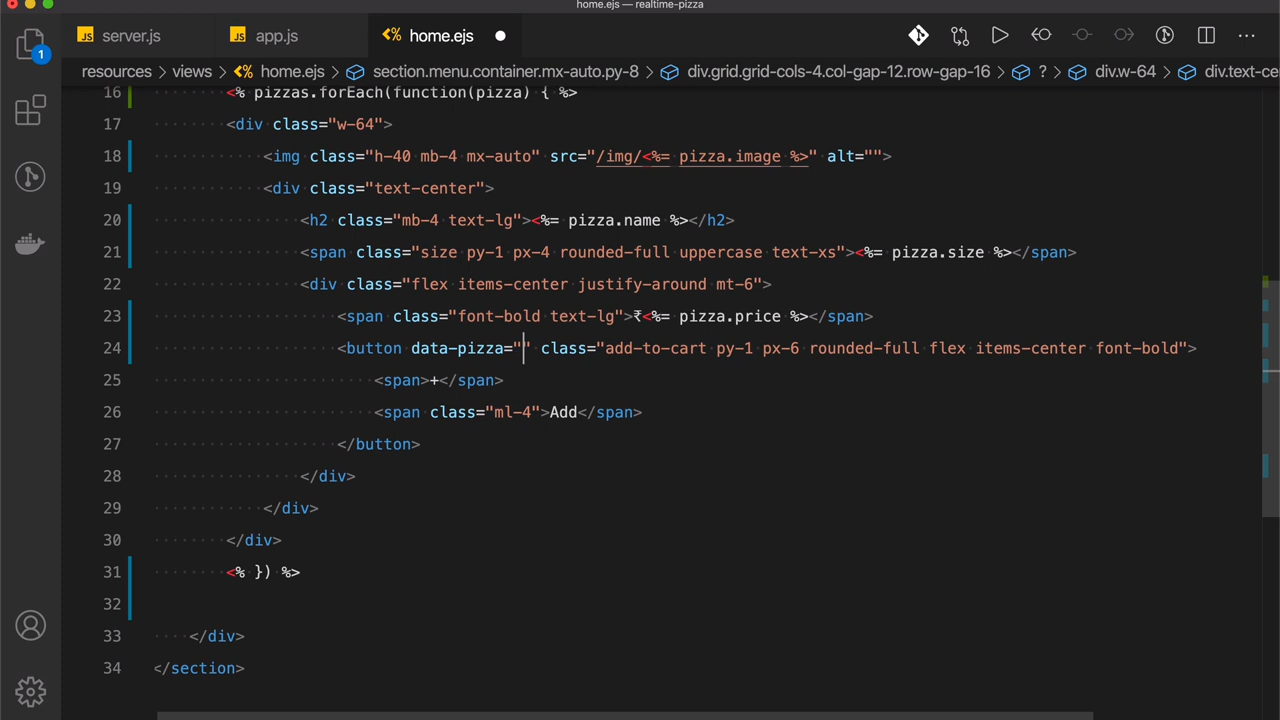 home.ejs — realtime-pizza
JS server.js JS app.js <% home.ejs
resources > views > <% home.ejs > section.menu.container.mx-auto.py-8 > div.grid.grid-cols-4.col-gap-12.row-gap-16 > ? > div.w-64 > div.text-ce
1
16 <% pizzas.forEach(function(pizza) { %>
17 <div class="w-64">
18 <img class="h-40 mb-4 mx-auto" src="/img/<%= pizza.image %>" alt="">
19 <div class="text-center">
20 <h2 class="mb-4 text-lg"><%= pizza.name %></h2>
21 <span class="size py-1 px-4 rounded-full uppercase text-xs"><%= pizza.size %></span>
22 <div class="flex items-center justify-around mt-6">
23 <span class="font-bold text-lg">₹<%= pizza.price %></span>
24 <button data-pizza="" class="add-to-cart py-1 px-6 rounded-full flex items-center font-bold">
25 <span>+</span>
26 <span class="ml-4">Add</span>
27 </button>
28 </div>
29 </div>
30 </div>
31 <% }) %>
32
33 </div>
34 </section>